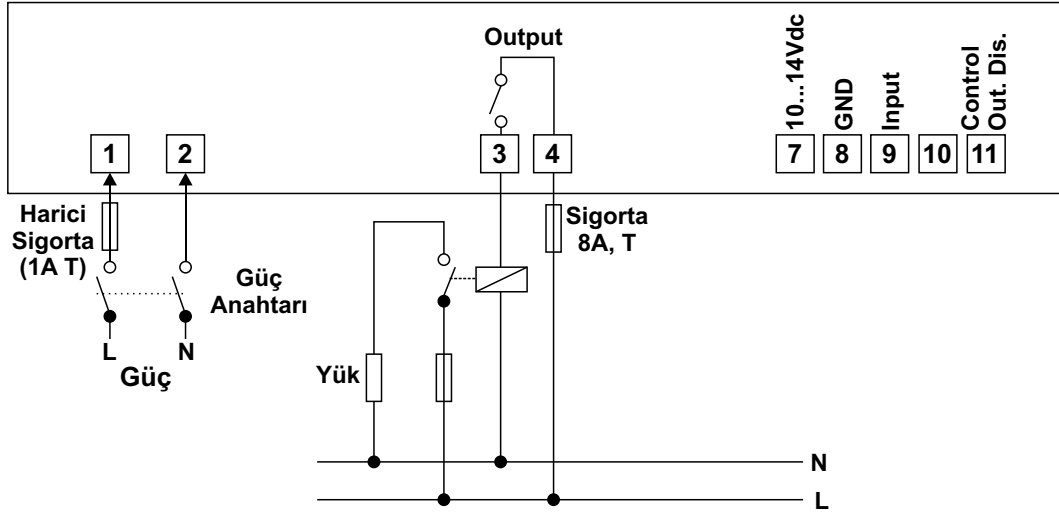 Output
10...14Vdc
GND
Input
Control
Out. Dis.
1
2
3
4
7
8
9
10
11
Harici
Sigorta
(1A T)
Güç
Anahtarı
L
N
Güç
Sigorta
8A, T
Yük
N
L